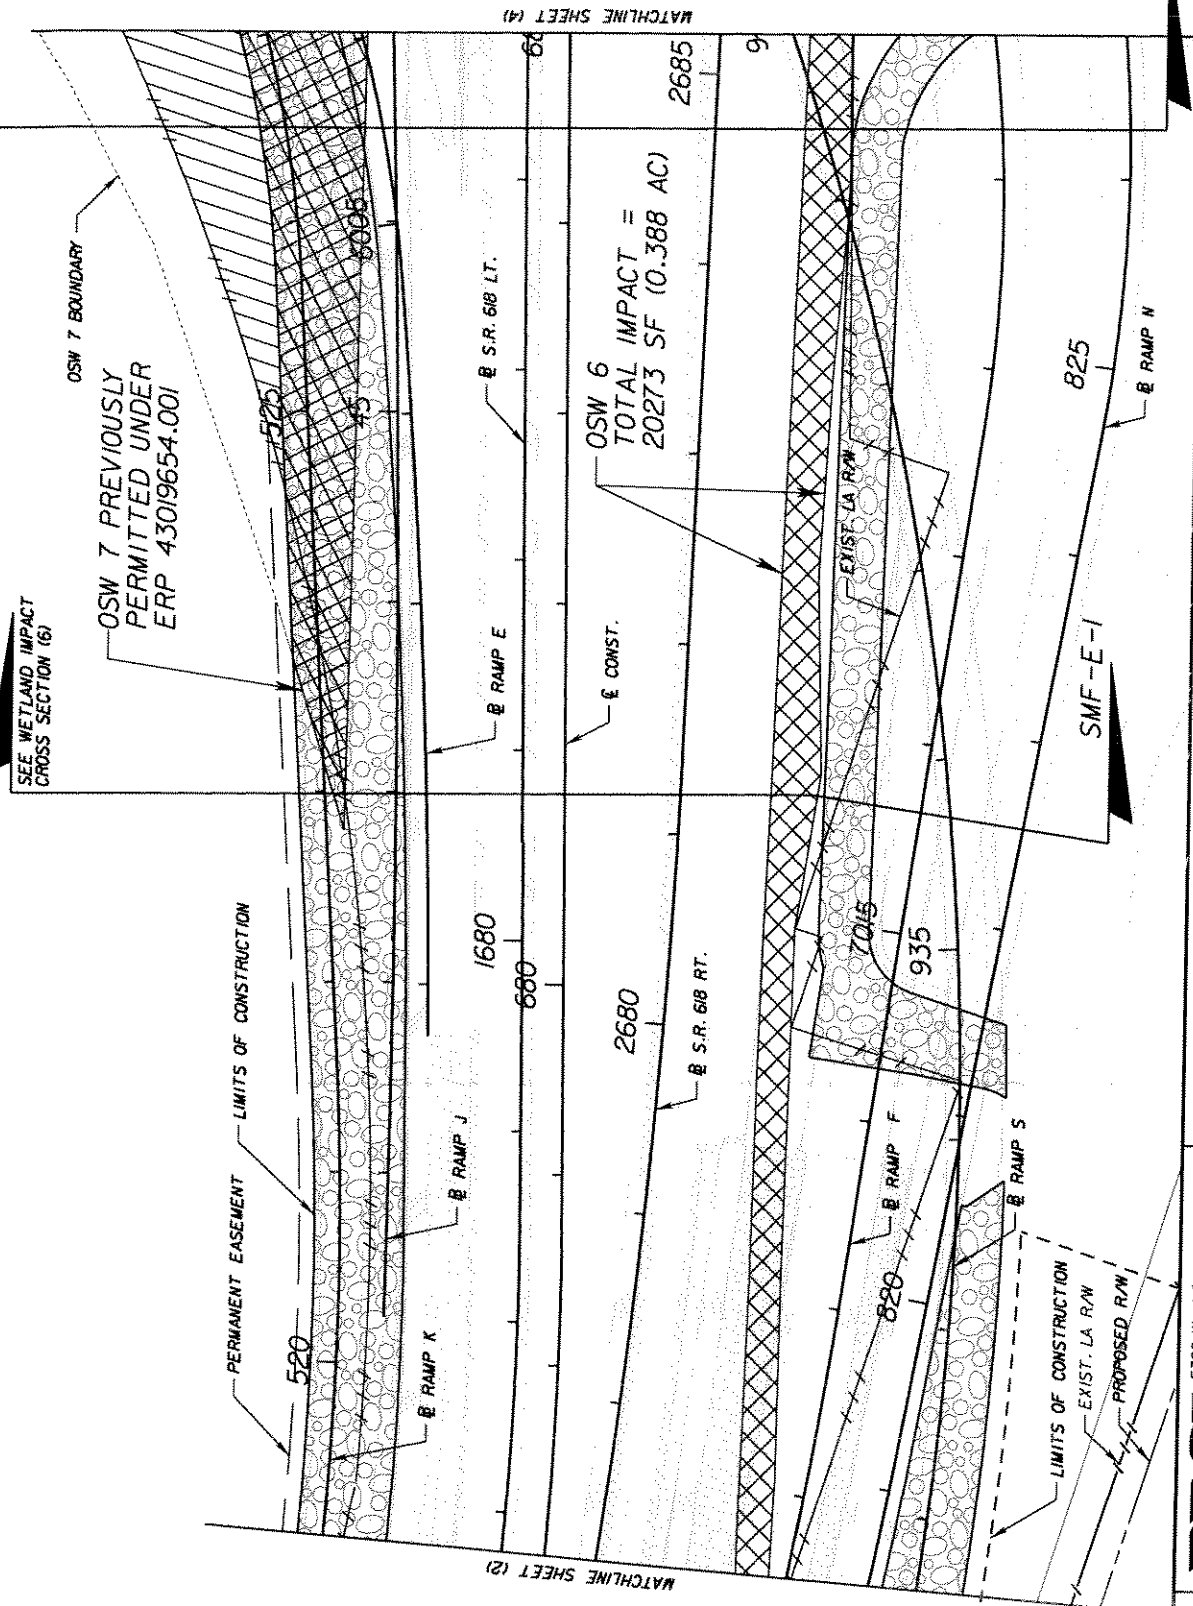 MATCHLINE SHEET (4)
OSW 7 BOUNDARY
OSW 7 PREVIOUSLY
PERMITTED UNDER
ERP 43019654.001
SEE WETLAND IMPACT
CROSS SECTION (6)
525
45
6005
2685
OSW 6
TOTAL IMPACT =
20273 SF (0.388 AC)
℄ S.R. 618 LT.
EXIST. LA R/W
825
℄ RAMP N
℄ RAMP E
℄ CONST.
SMF-E-1
LIMITS OF CONSTRUCTION
PERMANENT EASEMENT
1680
680
2680
℄ S.R. 618 RT.
7015
935
℄ RAMP J
℄ RAMP F
℄ RAMP S
820
520
℄ RAMP K
LIMITS OF CONSTRUCTION
EXIST. LA R/W
PROPOSED R/W
MATCHLINE SHEET (2)